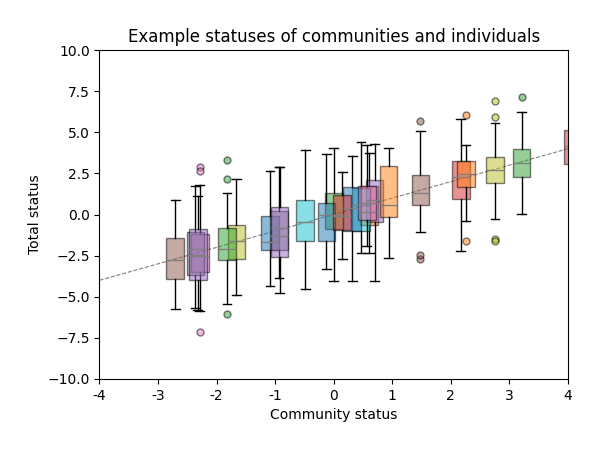 Example statuses of communities and individuals
10.0
7.5
5.0
2.5
0.0
−2.5
−5.0
−7.5
−10.0
Total status
-4 -3 -2 -1 0 1 2 3 4
Community status